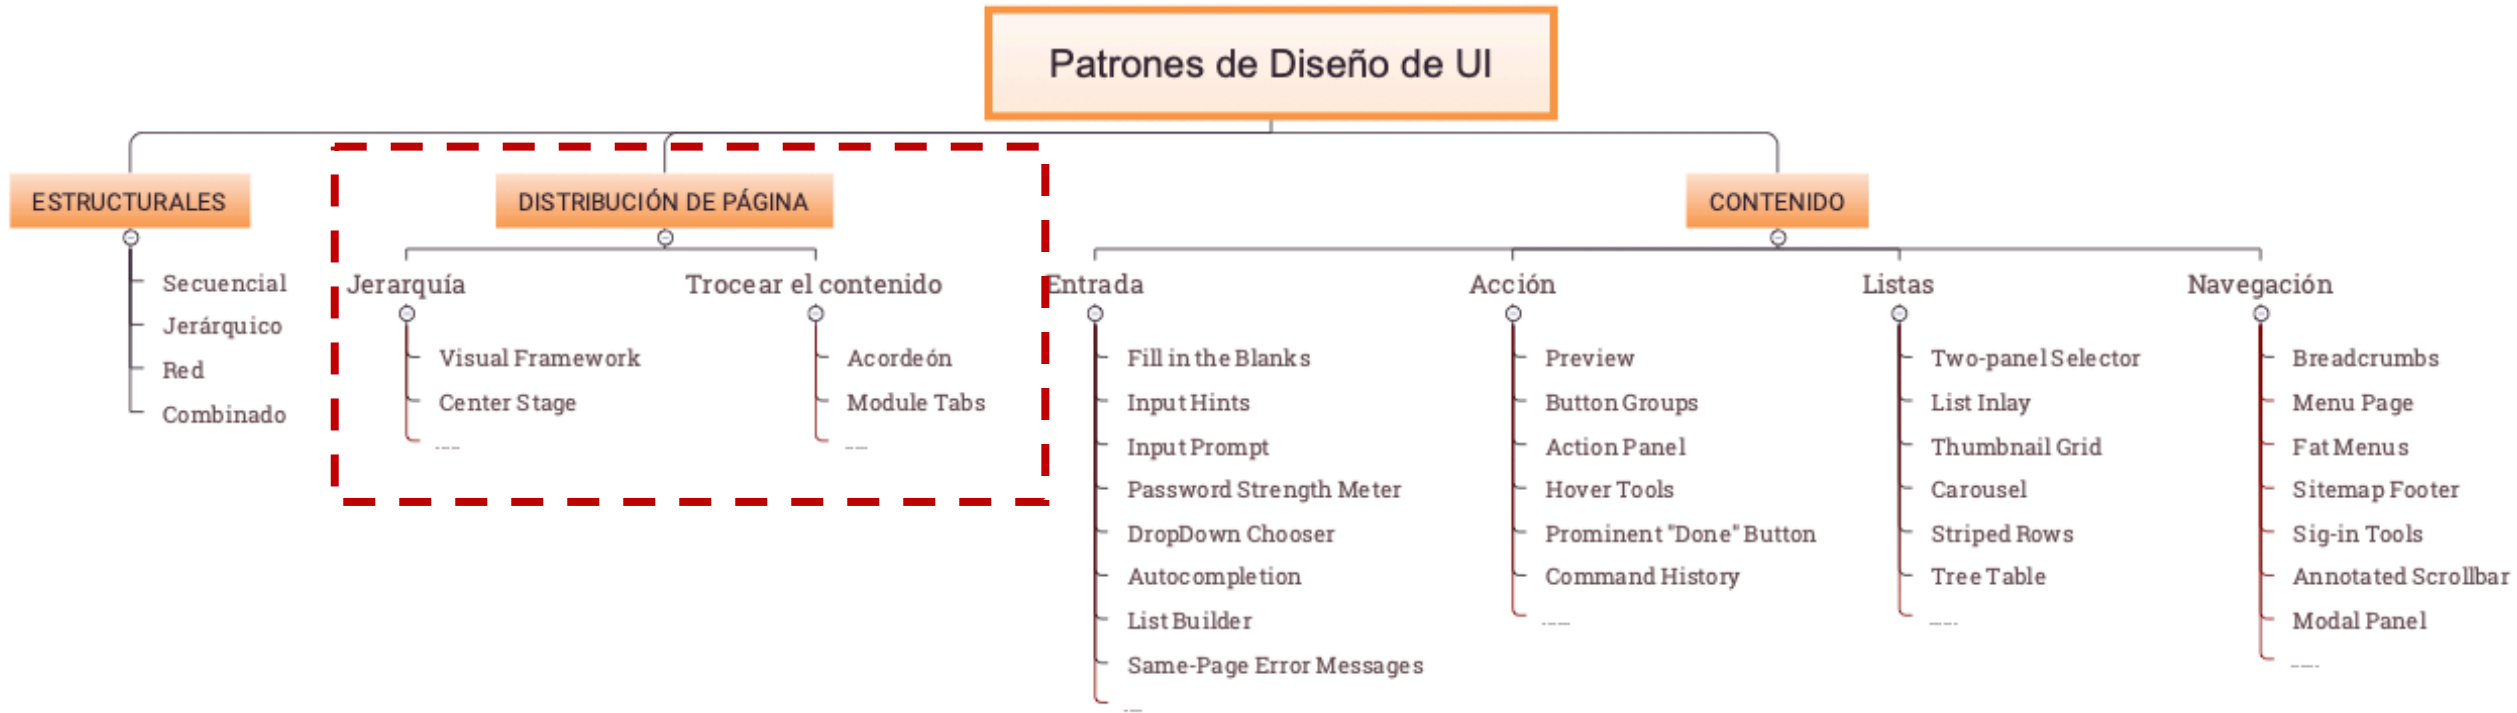 Patrones de Diseño de UI
ESTRUCTURALES
Secuencial
Jerárquico
Red
Combinado
DISTRIBUCIÓN DE PÁGINA
Jerarquía
Visual Framework
Center Stage
....
Trocear el contenido
Acordeón
Module Tabs
....
CONTENIDO
Entrada
Fill in the Blanks
Input Hints
Input Prompt
Password Strength Meter
DropDown Chooser
Autocompletion
List Builder
Same-Page Error Messages
...
Acción
Preview
Button Groups
Action Panel
Hover Tools
Prominent "Done" Button
Command History
.....
Listas
Two-panel Selector
List Inlay
Thumbnail Grid
Carousel
Striped Rows
Tree Table
.....
Navegación
Breadcrumbs
Menu Page
Fat Menus
Sitemap Footer
Sig-in Tools
Annotated Scrollbar
Modal Panel
.....